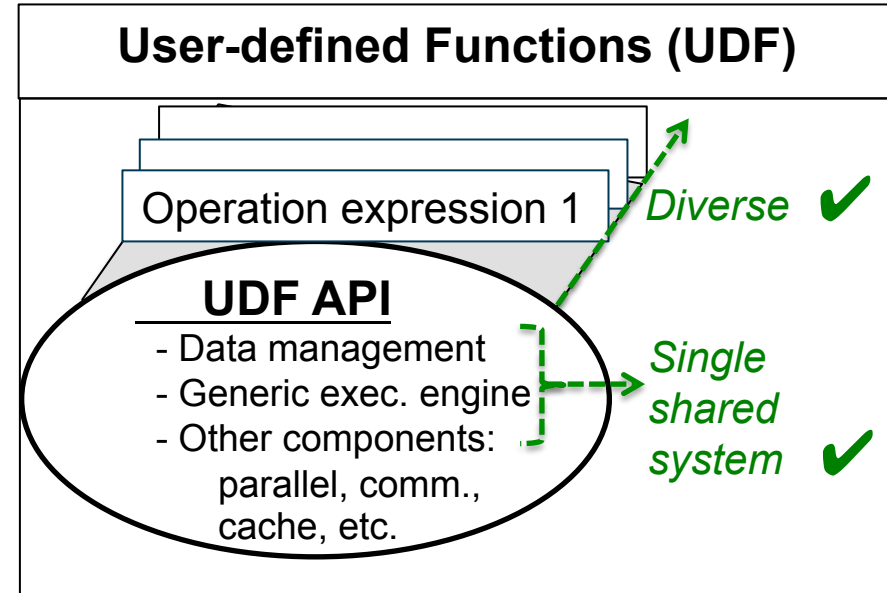 User-defined Functions (UDF)
Operation expression 1
Diverse ✔
UDF API
- Data management
- Generic exec. engine
- Other components:
parallel, comm.,
cache, etc.
Single
shared
system ✔